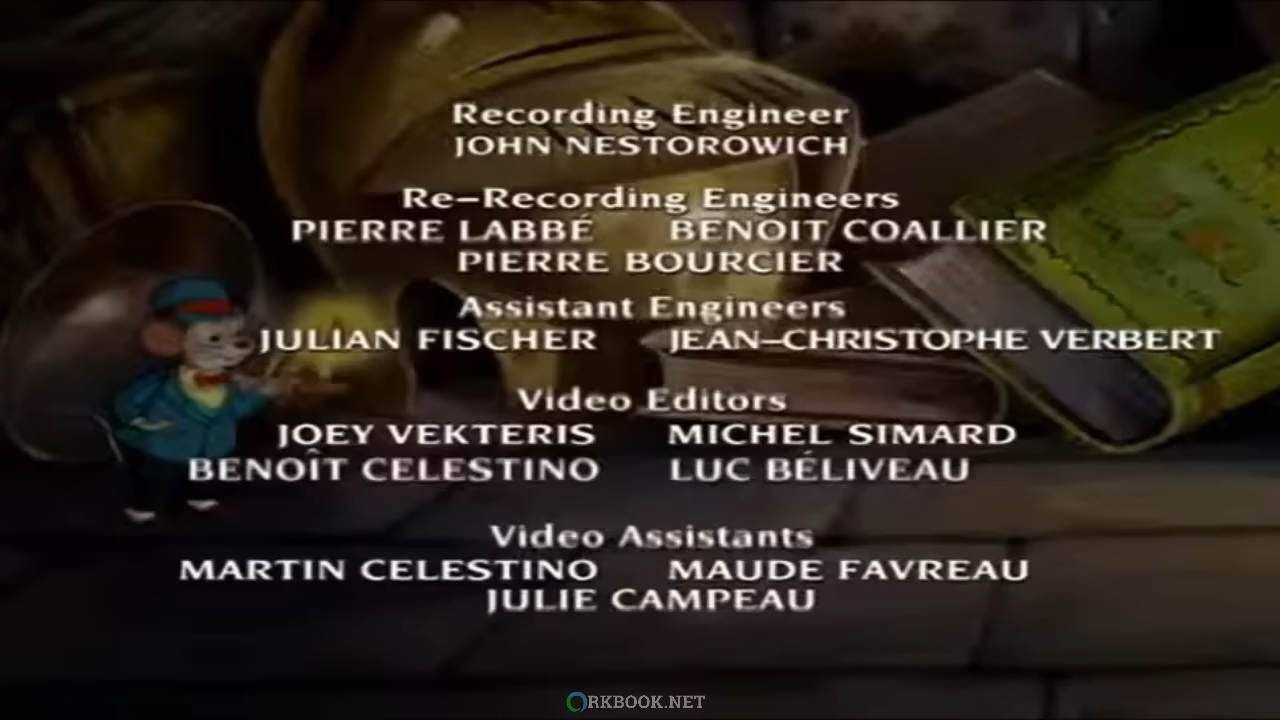 Recording Engineer
JOHN NESTOROWICH
Re-Recording Engineers
PIERRE LABBÉ BENOIT COALLIER
PIERRE BOURCIER
Assistant Engineers
JULIAN FISCHER JEAN-CHRISTOPHE VERBERT
Video Editors
JOEY VEKTERIS MICHEL SIMARD
BENOÎT CELESTINO LUC BÉLIVEAU
Video Assistants
MARTIN CELESTINO MAUDE FAVREAU
JULIE CAMPEAU
ORKBOOK.NET